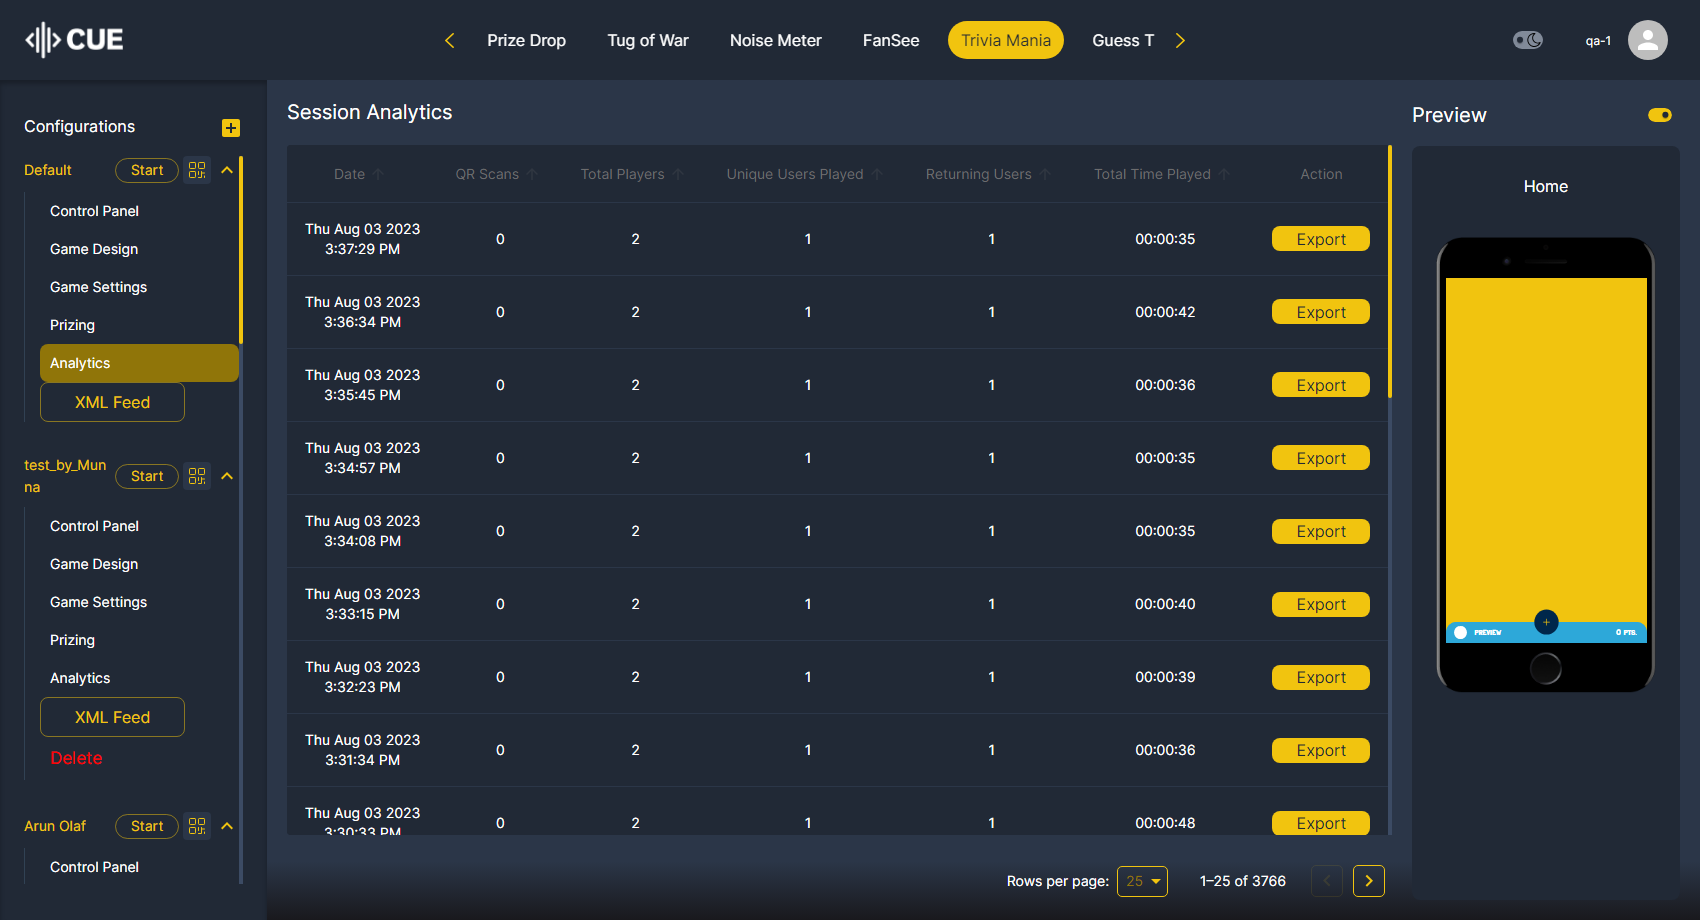 CUE
Prize Drop
Tug of War
Noise Meter
FanSee
Trivia Mania
Guess T
qa-1
Configurations
Default
Start
Control Panel
Game Design
Game Settings
Prizing
Analytics
XML Feed
test_by_Mun
na
Start
Control Panel
Game Design
Game Settings
Prizing
Analytics
XML Feed
Delete
Arun Olaf
Start
Control Panel
Session Analytics
Date QR Scans Total Players Unique Users Played Returning Users Total Time Played Action
Thu Aug 03 2023
3:37:29 PM 0 2 1 1 00:00:35 Export
Thu Aug 03 2023
3:36:34 PM 0 2 1 1 00:00:42 Export
Thu Aug 03 2023
3:35:45 PM 0 2 1 1 00:00:36 Export
Thu Aug 03 2023
3:34:57 PM 0 2 1 1 00:00:35 Export
Thu Aug 03 2023
3:34:08 PM 0 2 1 1 00:00:35 Export
Thu Aug 03 2023
3:33:15 PM 0 2 1 1 00:00:40 Export
Thu Aug 03 2023
3:32:23 PM 0 2 1 1 00:00:39 Export
Thu Aug 03 2023
3:31:34 PM 0 2 1 1 00:00:36 Export
Thu Aug 03 2023
3:30:33 PM 0 2 1 1 00:00:48 Export
Rows per page: 25 1–25 of 3766
Preview
Home
PREVIEW
0 PTS.